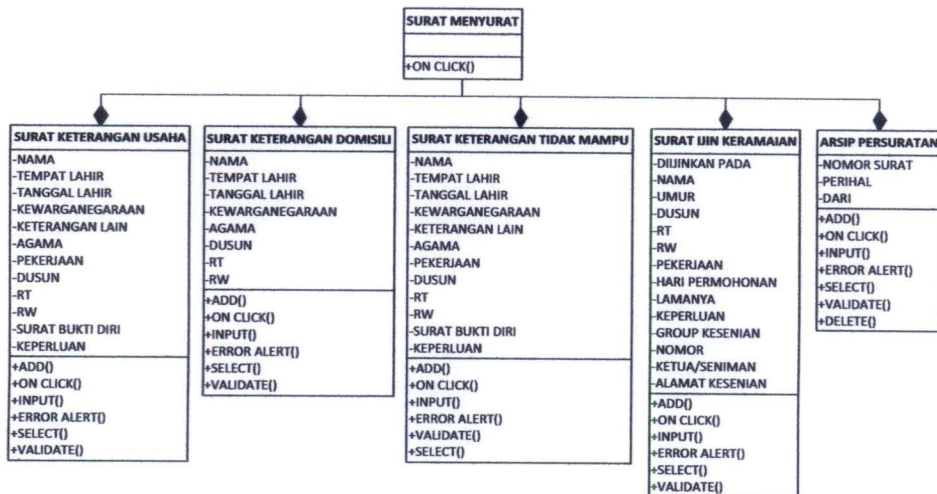 SURAT MENYURAT
+ON CLICK()
SURAT KETERANGAN USAHA
-NAMA
-TEMPAT LAHIR
-TANGGAL LAHIR
-KEWARGANEGARAAN
-KETERANGAN LAIN
-AGAMA
-PEKERJAAN
-DUSUN
-RT
-RW
-SURAT BUKTI DIRI
-KEPERLUAN
+ADD()
+ON CLICK()
+INPUT()
+ERROR ALERT()
+SELECT()
+VALIDATE()
SURAT KETERANGAN DOMISILI
-NAMA
-TEMPAT LAHIR
-TANGGAL LAHIR
-KEWARGANEGARAAN
-AGAMA
-DUSUN
-RT
-RW
+ADD()
+ON CLICK()
+INPUT()
+ERROR ALERT()
+SELECT()
+VALIDATE()
SURAT KETERANGAN TIDAK MAMPU
-NAMA
-TEMPAT LAHIR
-TANGGAL LAHIR
-KEWARGANEGARAAN
-KETERANGAN LAIN
-AGAMA
-PEKERJAAN
-DUSUN
-RT
-RW
-SURAT BUKTI DIRI
-KEPERLUAN
+ADD()
+ON CLICK()
+INPUT()
+ERROR ALERT()
+VALIDATE()
+SELECT()
SURAT IJIN KERAMAIAN
-DIIJINKAN PADA
-NAMA
-UMUR
-DUSUN
-RT
-RW
-PEKERJAAN
-HARI PERMOHONAN
-LAMANYA
-KEPERLUAN
-GROUP KESENIAN
-NOMOR
-KETUA/SENIMAN
-ALAMAT KESENIAN
+ADD()
+ON CLICK()
+INPUT()
+ERROR ALERT()
+SELECT()
+VALIDATE()
ARSIP PERSURATAN
-NOMOR SURAT
-PERIHAL
-DARI
+ADD()
+ON CLICK()
+INPUT()
+ERROR ALERT()
+SELECT()
+VALIDATE()
+DELETE()